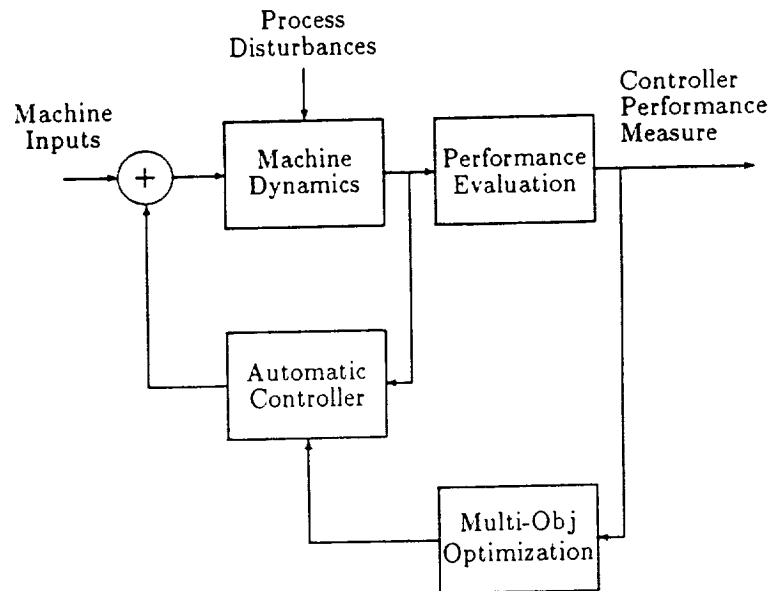 Process
Disturbances
Controller
Performance
Measure
Machine
Inputs
+
Machine
Dynamics
Performance
Evaluation
Automatic
Controller
Multi-Obj
Optimization